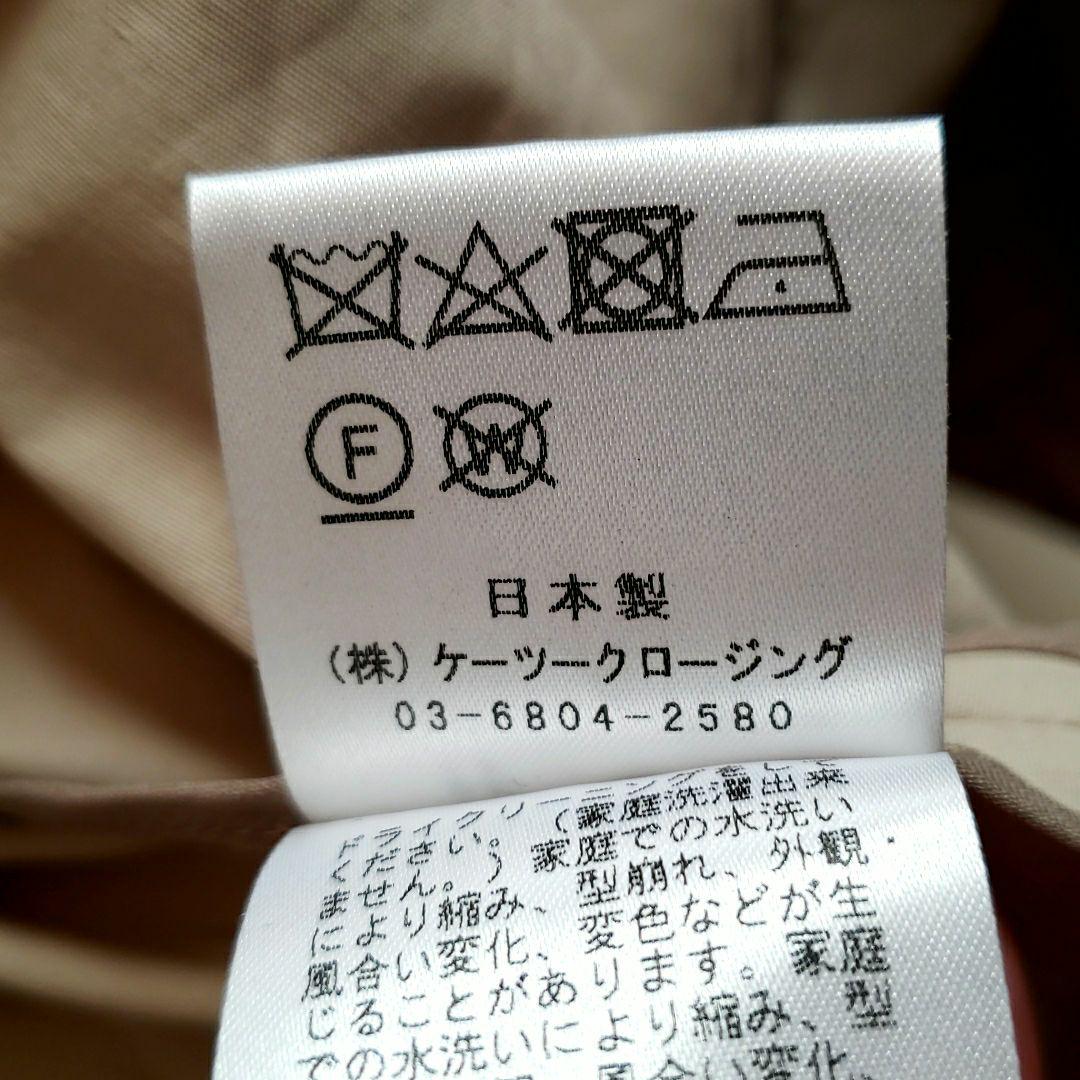 F
W
日本製
(株)ケーツークロージング
03-6804-2580
ドライクリーニングをして
ください。(家庭洗濯出来
ません。)家庭での水洗い
により縮み、型崩れ、外観・
風合い変化、変色などが生
じることがあります。家庭
での水洗いにより縮み、型